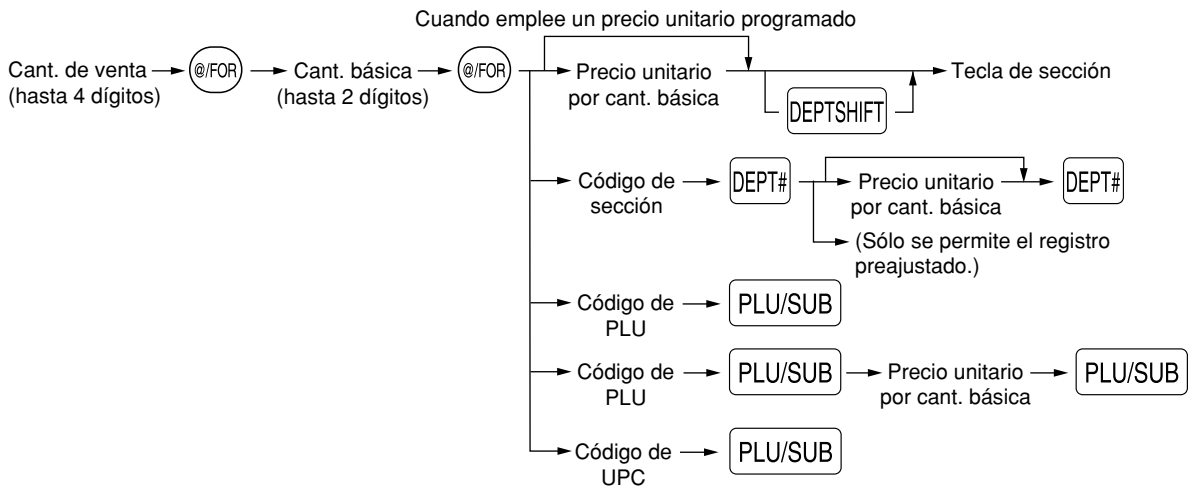 Cuando emplee un precio unitario programado
Cant. de venta @/FOR Cant. básica @/FOR Precio unitario Tecla de sección
(hasta 4 dígitos) (hasta 2 dígitos) por cant. básica
DEPTSHIFT
Código de DEPT# Precio unitario DEPT#
sección por cant. básica
(Sólo se permite el registro
preajustado.)
Código de PLU/SUB
PLU
Código de PLU/SUB Precio unitario PLU/SUB
PLU por cant. básica
Código de PLU/SUB
UPC